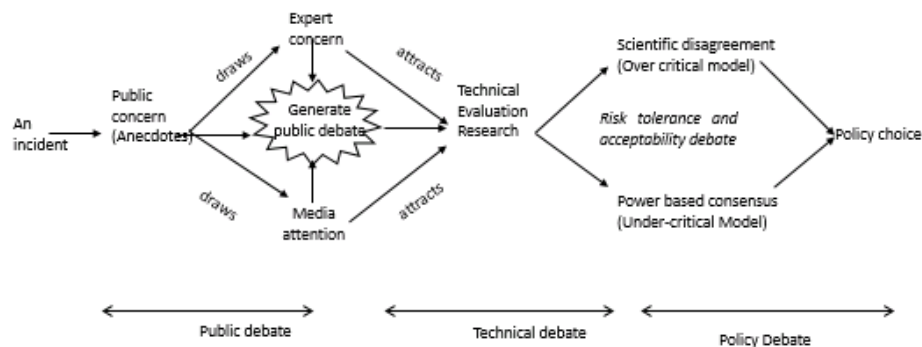 Expert
concern
draws
attracts
Public
concern
(Anecdotes)
An
incident
Generate
public debate
Technical
Evaluation
Research
Scientific disagreement
(Over critical model)
Risk tolerance and
acceptability debate
Policy choice
draws
attracts
Media
attention
Power based consensus
(Under-critical Model)
Public debate
Technical debate
Policy Debate